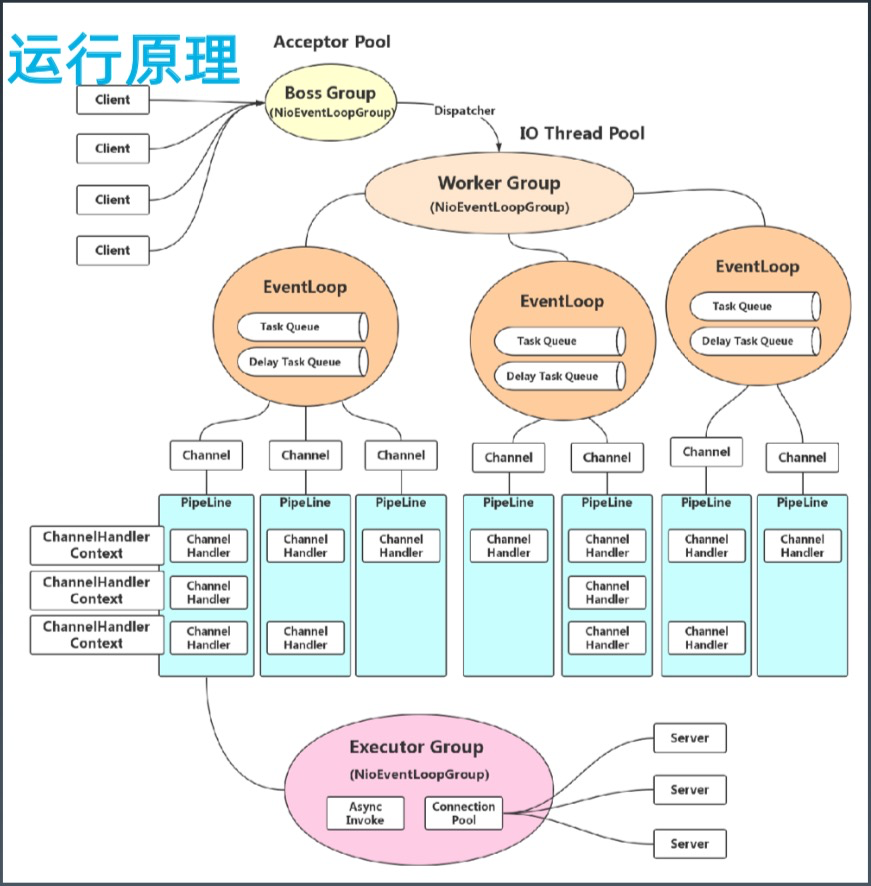 运行原理
Acceptor Pool
Client
Client
Client
Client
Boss Group
(NioEventLoopGroup)
Dispatcher
IO Thread Pool
Worker Group
(NioEventLoopGroup)
EventLoop
Task Queue
Delay Task Queue
EventLoop
Task Queue
Delay Task Queue
EventLoop
Task Queue
Delay Task Queue
Channel
Channel
Channel
Channel
Channel
Channel
Channel
PipeLine
PipeLine
PipeLine
PipeLine
PipeLine
PipeLine
PipeLine
ChannelHandler
Context
Channel
Handler
Channel
Handler
Channel
Handler
Channel
Handler
Channel
Handler
Channel
Handler
Channel
Handler
ChannelHandler
Context
Channel
Handler
Channel
Handler
ChannelHandler
Context
Channel
Handler
Channel
Handler
Channel
Handler
Channel
Handler
Executor Group
(NioEventLoopGroup)
Async
Invoke
Connection
Pool
Server
Server
Server